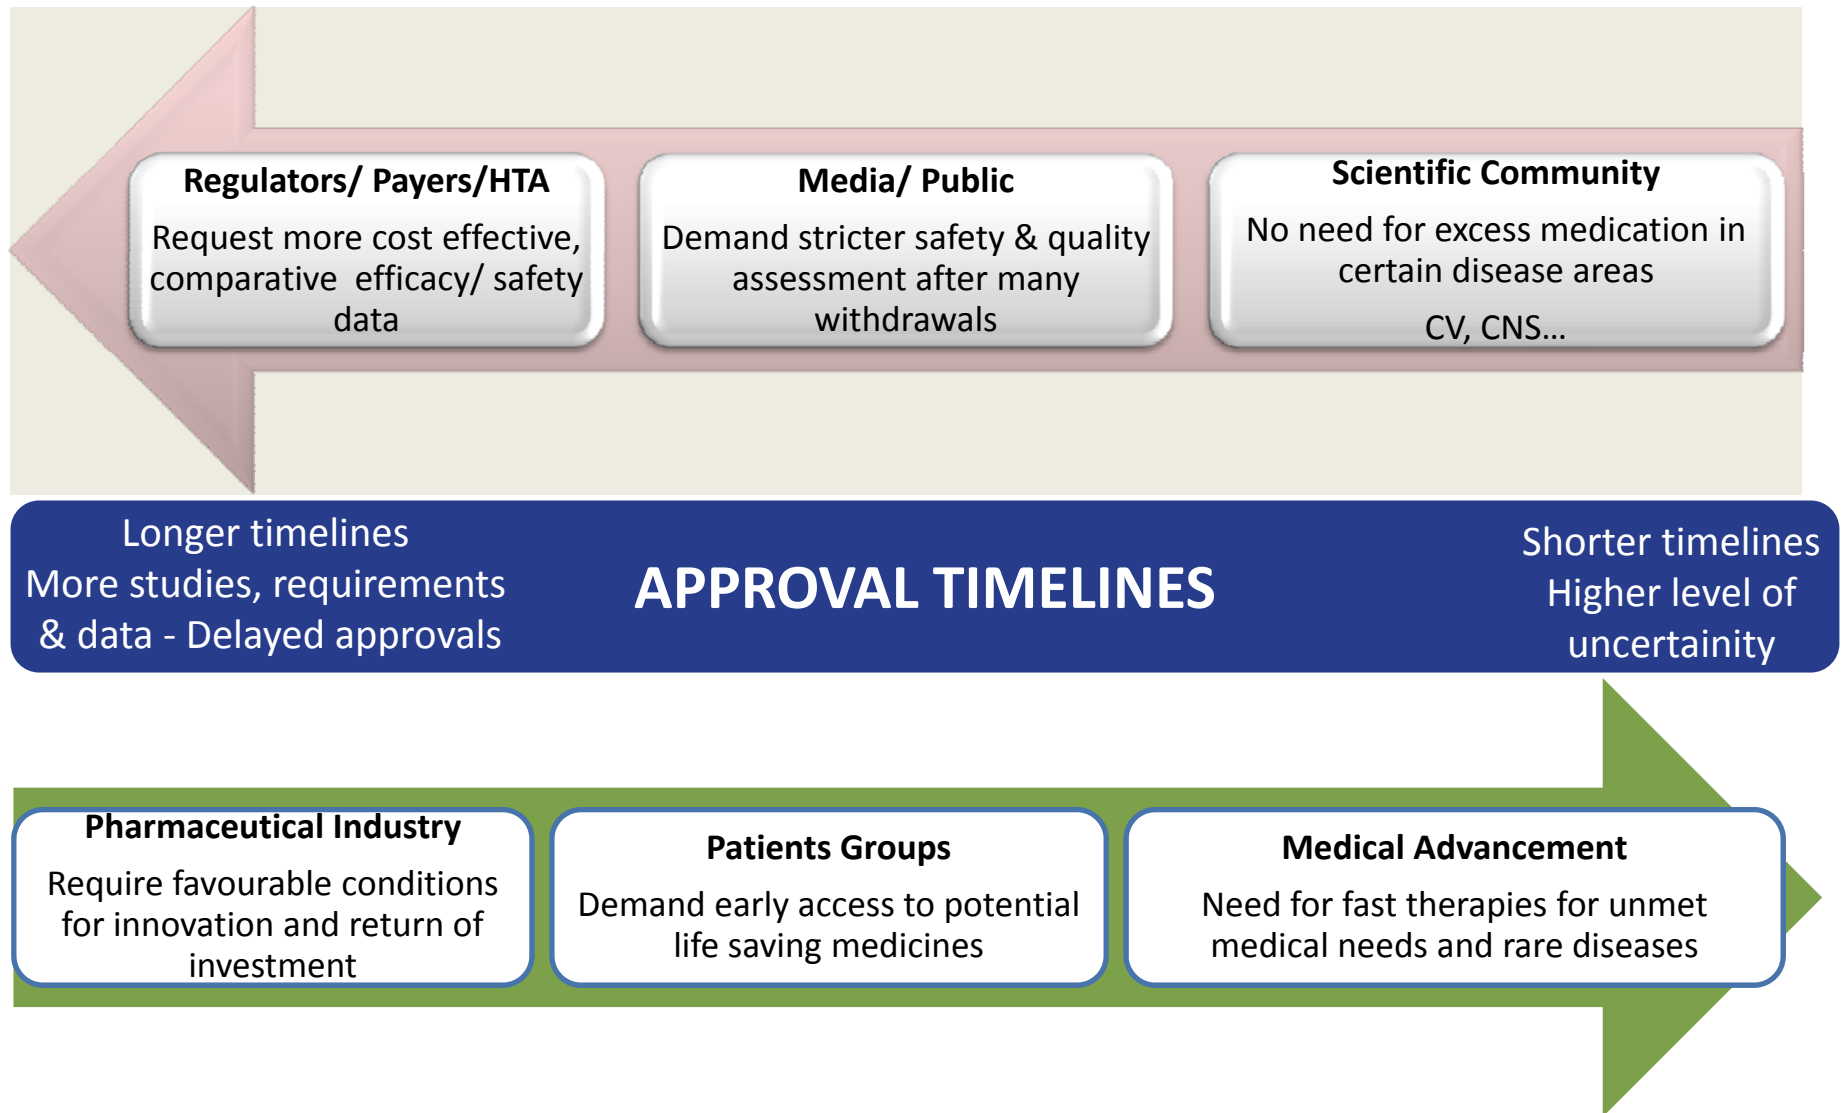 Regulators/ Payers/HTA
Request more cost effective,
comparative efficacy/ safety
data
Media/ Public
Demand stricter safety & quality
assessment after many
withdrawals
Scientific Community
No need for excess medication in
certain disease areas
CV, CNS...
Longer timelines
More studies, requirements
& data - Delayed approvals
APPROVAL TIMELINES
Shorter timelines
Higher level of
uncertainity
Pharmaceutical Industry
Require favourable conditions
for innovation and return of
investment
Patients Groups
Demand early access to potential
life saving medicines
Medical Advancement
Need for fast therapies for unmet
medical needs and rare diseases